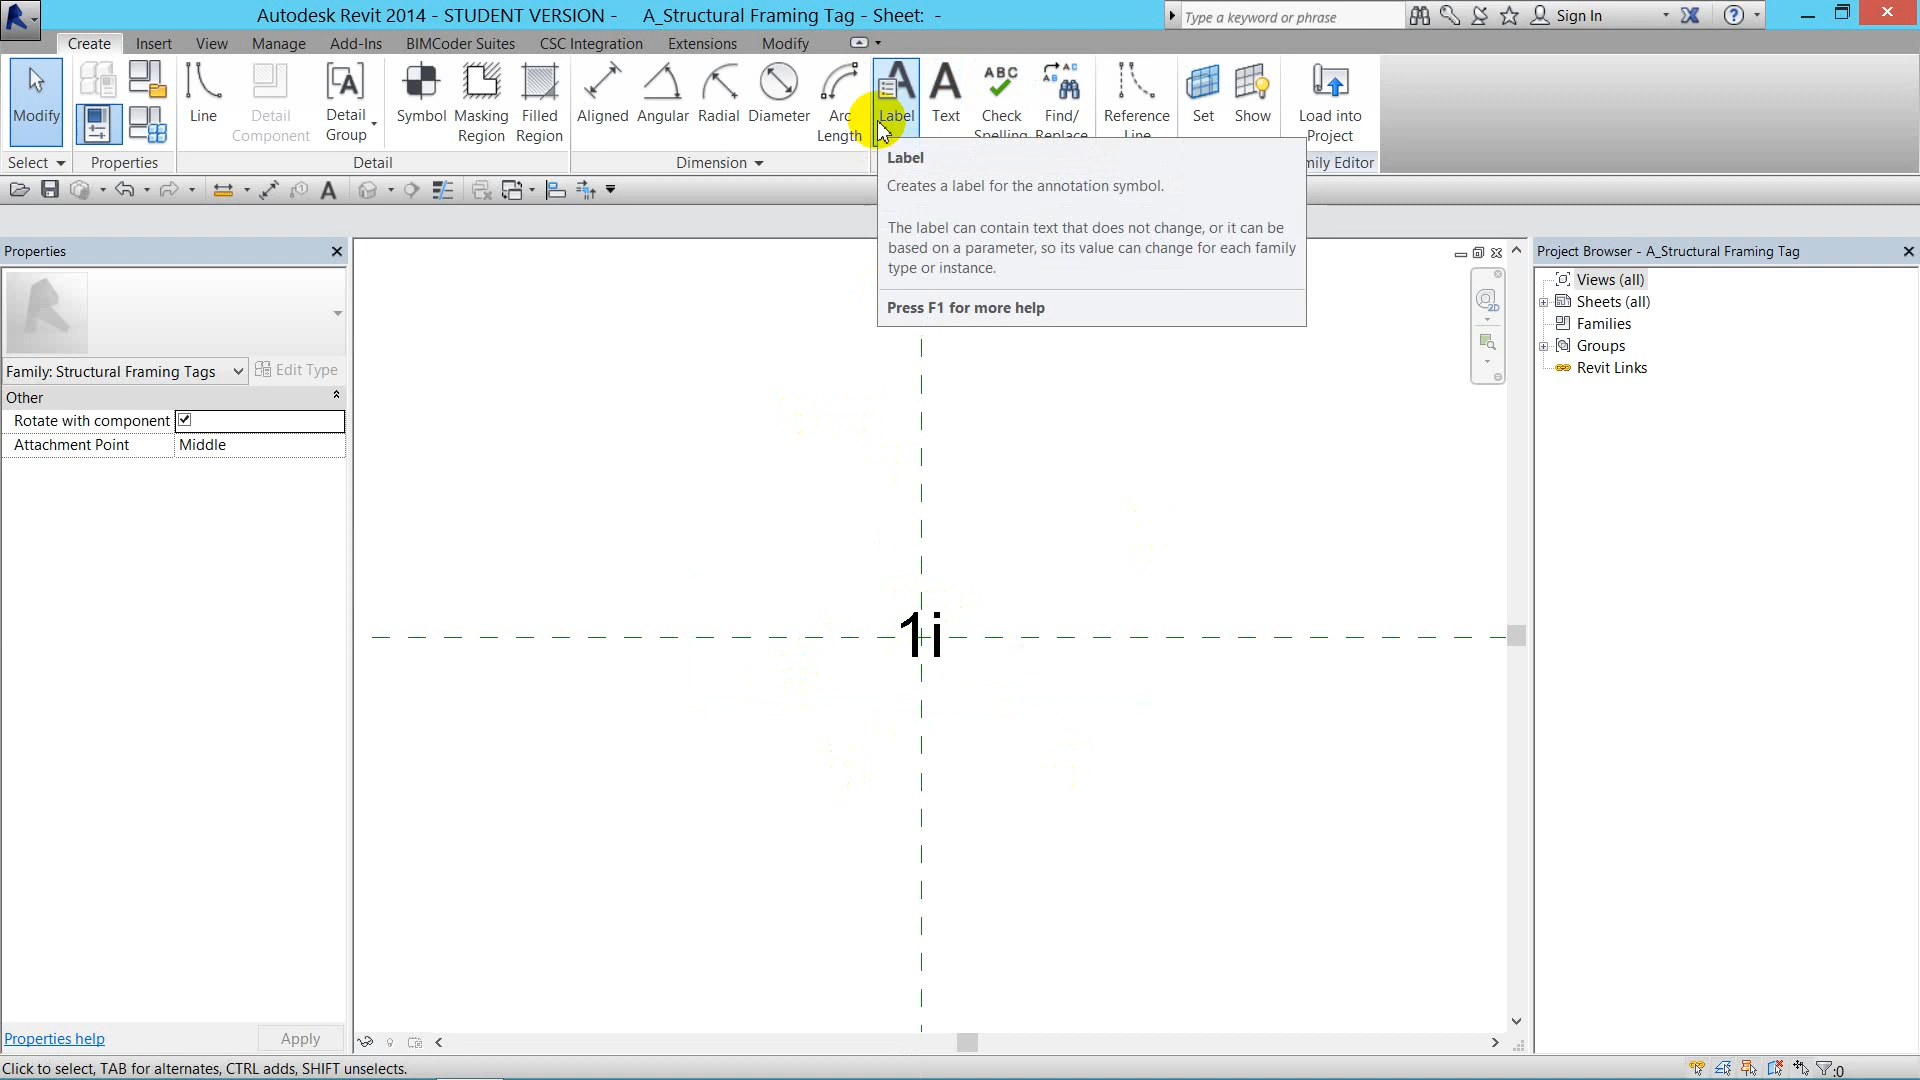 Autodesk Revit 2014 - STUDENT VERSION - A_Structural Framing Tag - Sheet: -
Type a keyword or phrase
Sign In
Create Insert View Manage Add-Ins BIMCoder Suites CSC Integration Extensions Modify
Modify
Line
Detail Component
Detail Group
Symbol
Masking Region
Filled Region
Aligned
Angular
Radial
Diameter
Arc Length
Label
Text
ABC
Check Spelling
Find/ Replace
Reference Line
Set
Show
Load into Project
Select
Properties
Detail
Dimension
mily Editor
Label
Creates a label for the annotation symbol.
The label can contain text that does not change, or it can be
based on a parameter, so its value can change for each family
type or instance.
Press F1 for more help
Properties
Family: Structural Framing Tags
Edit Type
Other
Rotate with component
Attachment Point Middle
Properties help
Apply
1i
2D
Project Browser - A_Structural Framing Tag
Views (all)
Sheets (all)
Families
Groups
Revit Links
Click to select, TAB for alternates, CTRL adds, SHIFT unselects.
:0